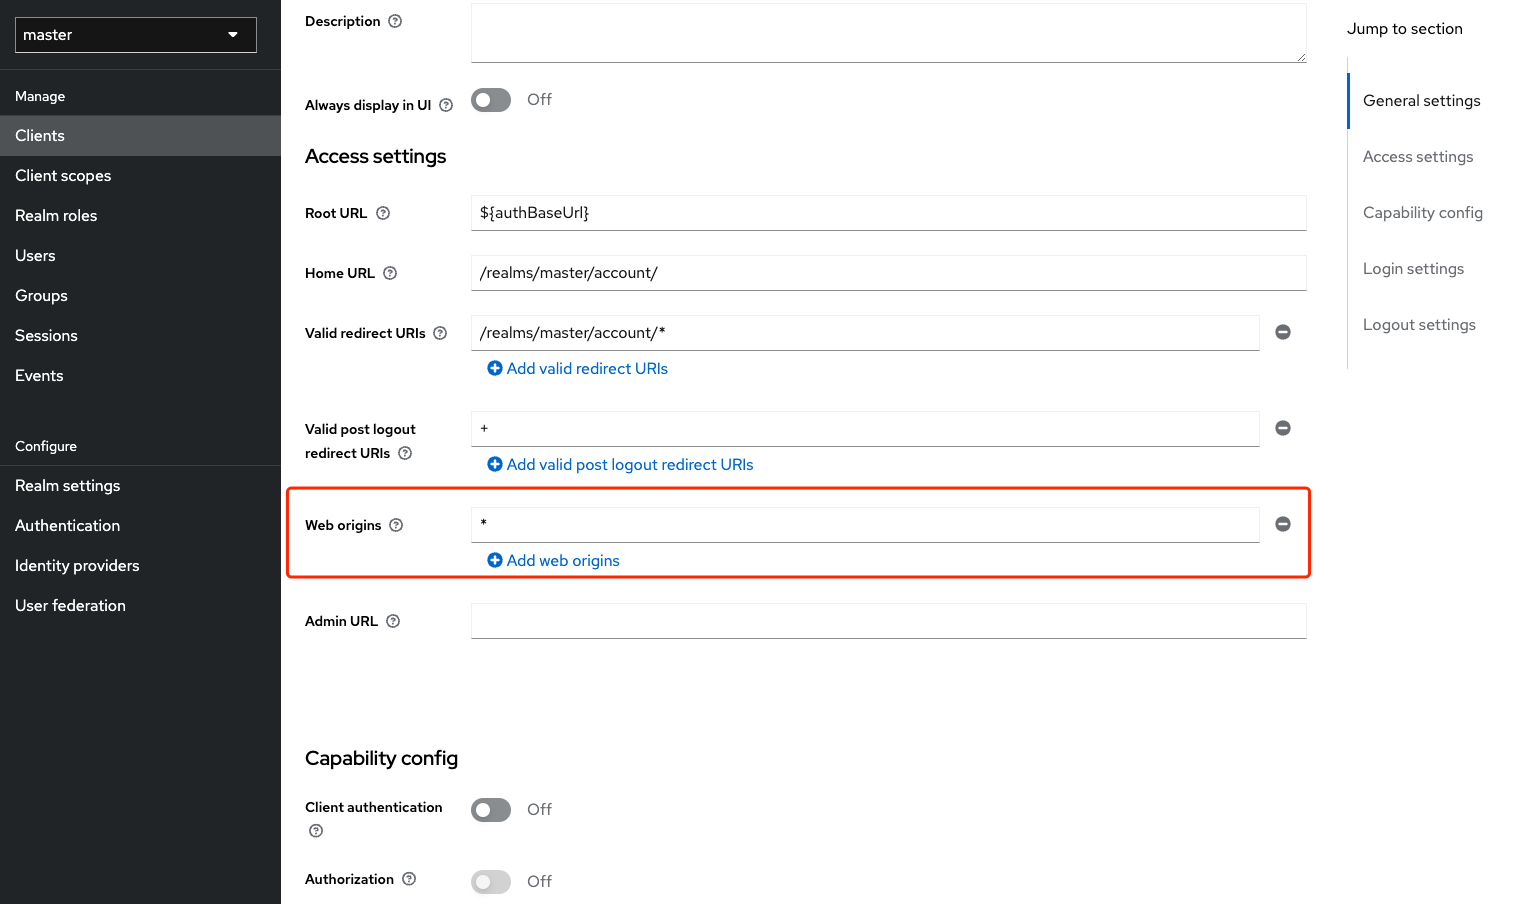 master
Manage
Clients
Client scopes
Realm roles
Users
Groups
Sessions
Events
Configure
Realm settings
Authentication
Identity providers
User federation
Description
Always display in UI
Off
Access settings
Root URL
${authBaseUrl}
Home URL
/realms/master/account/
Valid redirect URIs
/realms/master/account/*
Add valid redirect URIs
Valid post logout
redirect URIs
+
Add valid post logout redirect URIs
Web origins
*
Add web origins
Admin URL
Capability config
Client authentication
Off
Authorization
Off
Jump to section
General settings
Access settings
Capability config
Login settings
Logout settings